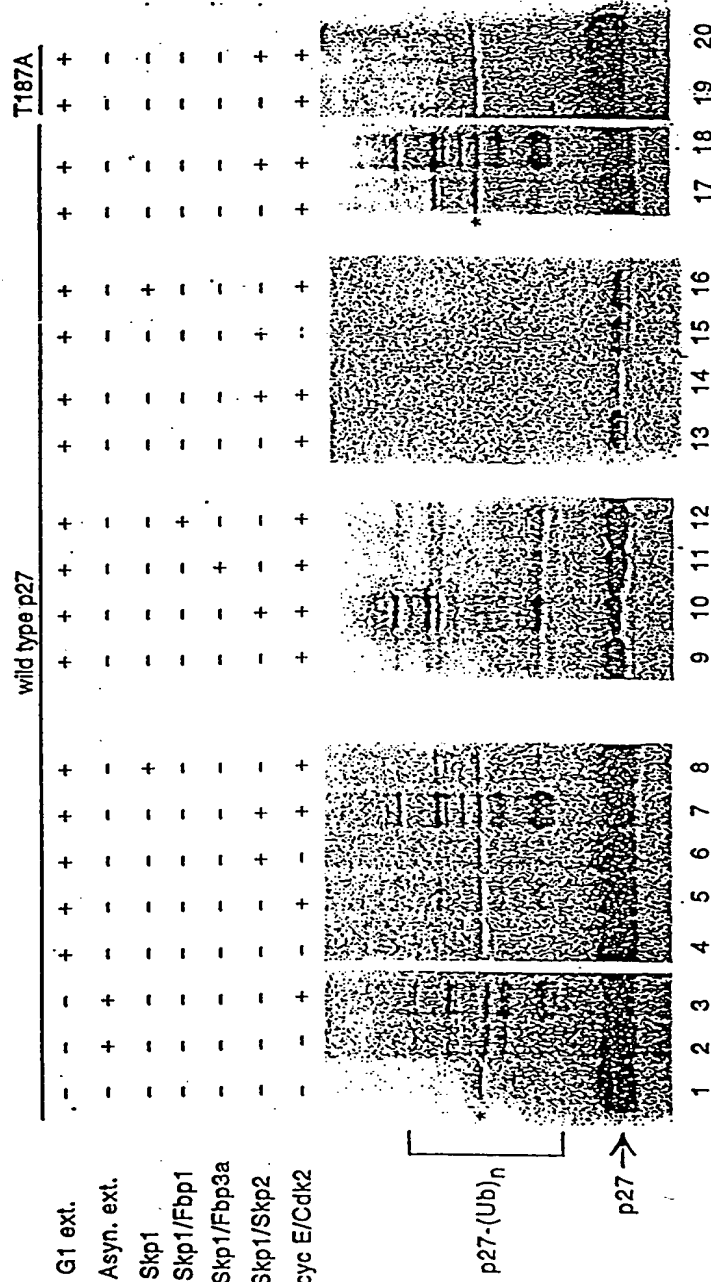 wild type p27 T187A
G1 ext. - - - + + + + + + + + + + + + + + + + +
Asyn. ext. - + + - - - - - - - - - - - - - - - - -
Skp1 - - - - - - - + - - - - - - - + - - - -
Skp1/Fbp1 - - - - - - - - - - - + - - - - - - - -
Skp1/Fbp3a - - - - - - - - - - + - - - - - - - - -
Skp1/Skp2 - - - - - + + - - + - - - + + - - + - +
cyc E/Cdk2 - - + - + - + + + + + + + + - + + + + +
* *
p27-(Ub)n
p27 →
1 2 3 4 5 6 7 8 9 10 11 12 13 14 15 16 17 18 19 20